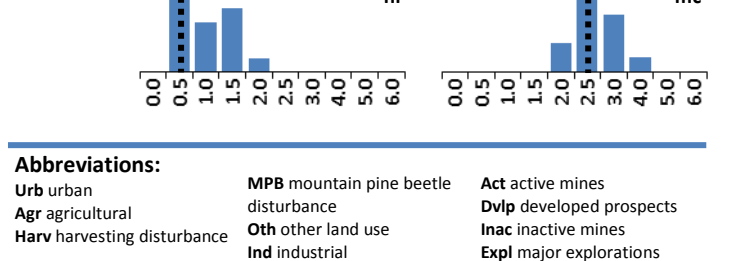 0.0 0.5 1.0 1.5 2.0 2.5 3.0 4.0 5.0 6.0
0.0 0.5 1.0 1.5 2.0 2.5 3.0 4.0 5.0 6.0
Abbreviations:
Urb urban
Agr agricultural
Harv harvesting disturbance
MPB mountain pine beetle
disturbance
Oth other land use
Ind industrial
Act active mines
Dvlp developed prospects
Inac inactive mines
Expl major explorations